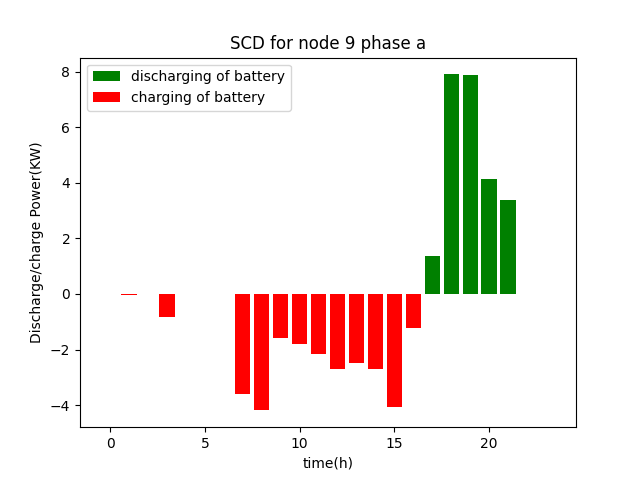 SCD for node 9 phase a
discharging of battery
charging of battery
Discharge/charge Power(KW)
8
6
4
2
0
−2
−4
0 5 10 15 20
time(h)